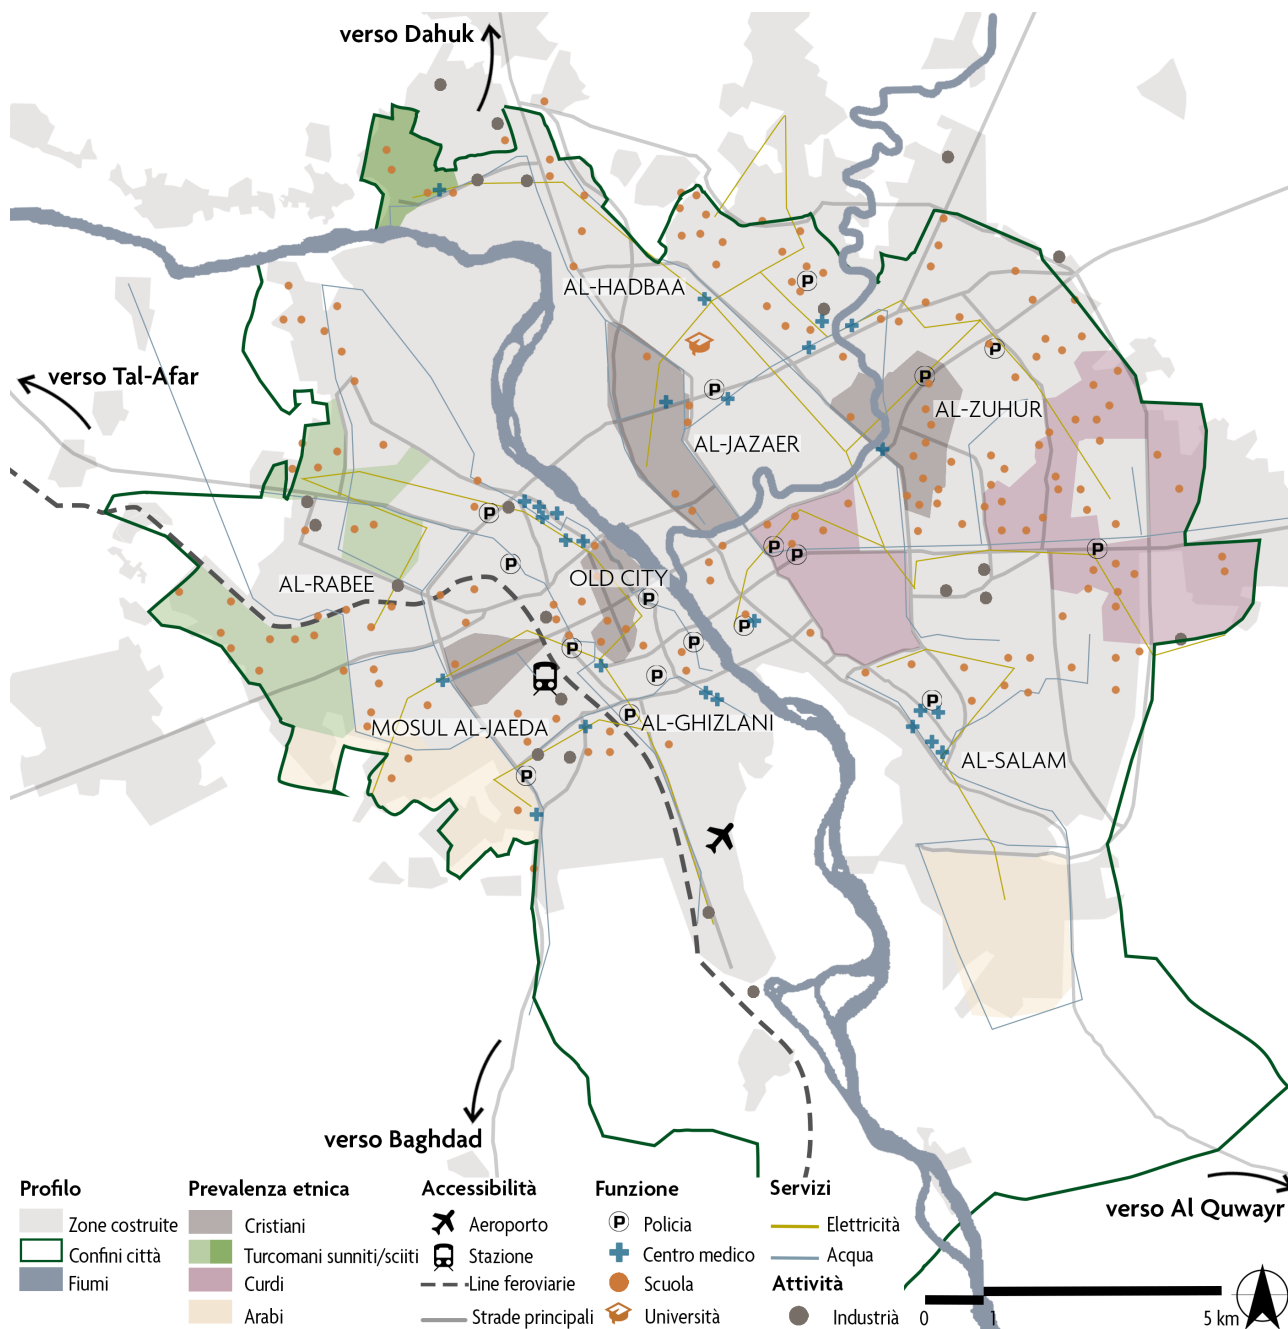 verso Dahuk
AL-HADBAA
verso Tal-Afar
AL-ZUHUR
AL-JAZAER
AL-RABEE
OLD CITY
MOSUL AL-JAEDA
AL-GHIZLANI
AL-SALAM
verso Baghdad
verso Al Quwayr
Profilo
Zone costruite
Confini città
Fiumi
Prevalenza etnica
Cristiani
Turcomani sunniti/sciiti
Curdi
Arabi
Accessibilità
Aeroporto
Stazione
Line feroviarie
Strade principali
Funzione
P Policia
Centro medico
Scuola
Università
Servizi
Elettricità
Acqua
Attività
Industrià
0 1 5 km